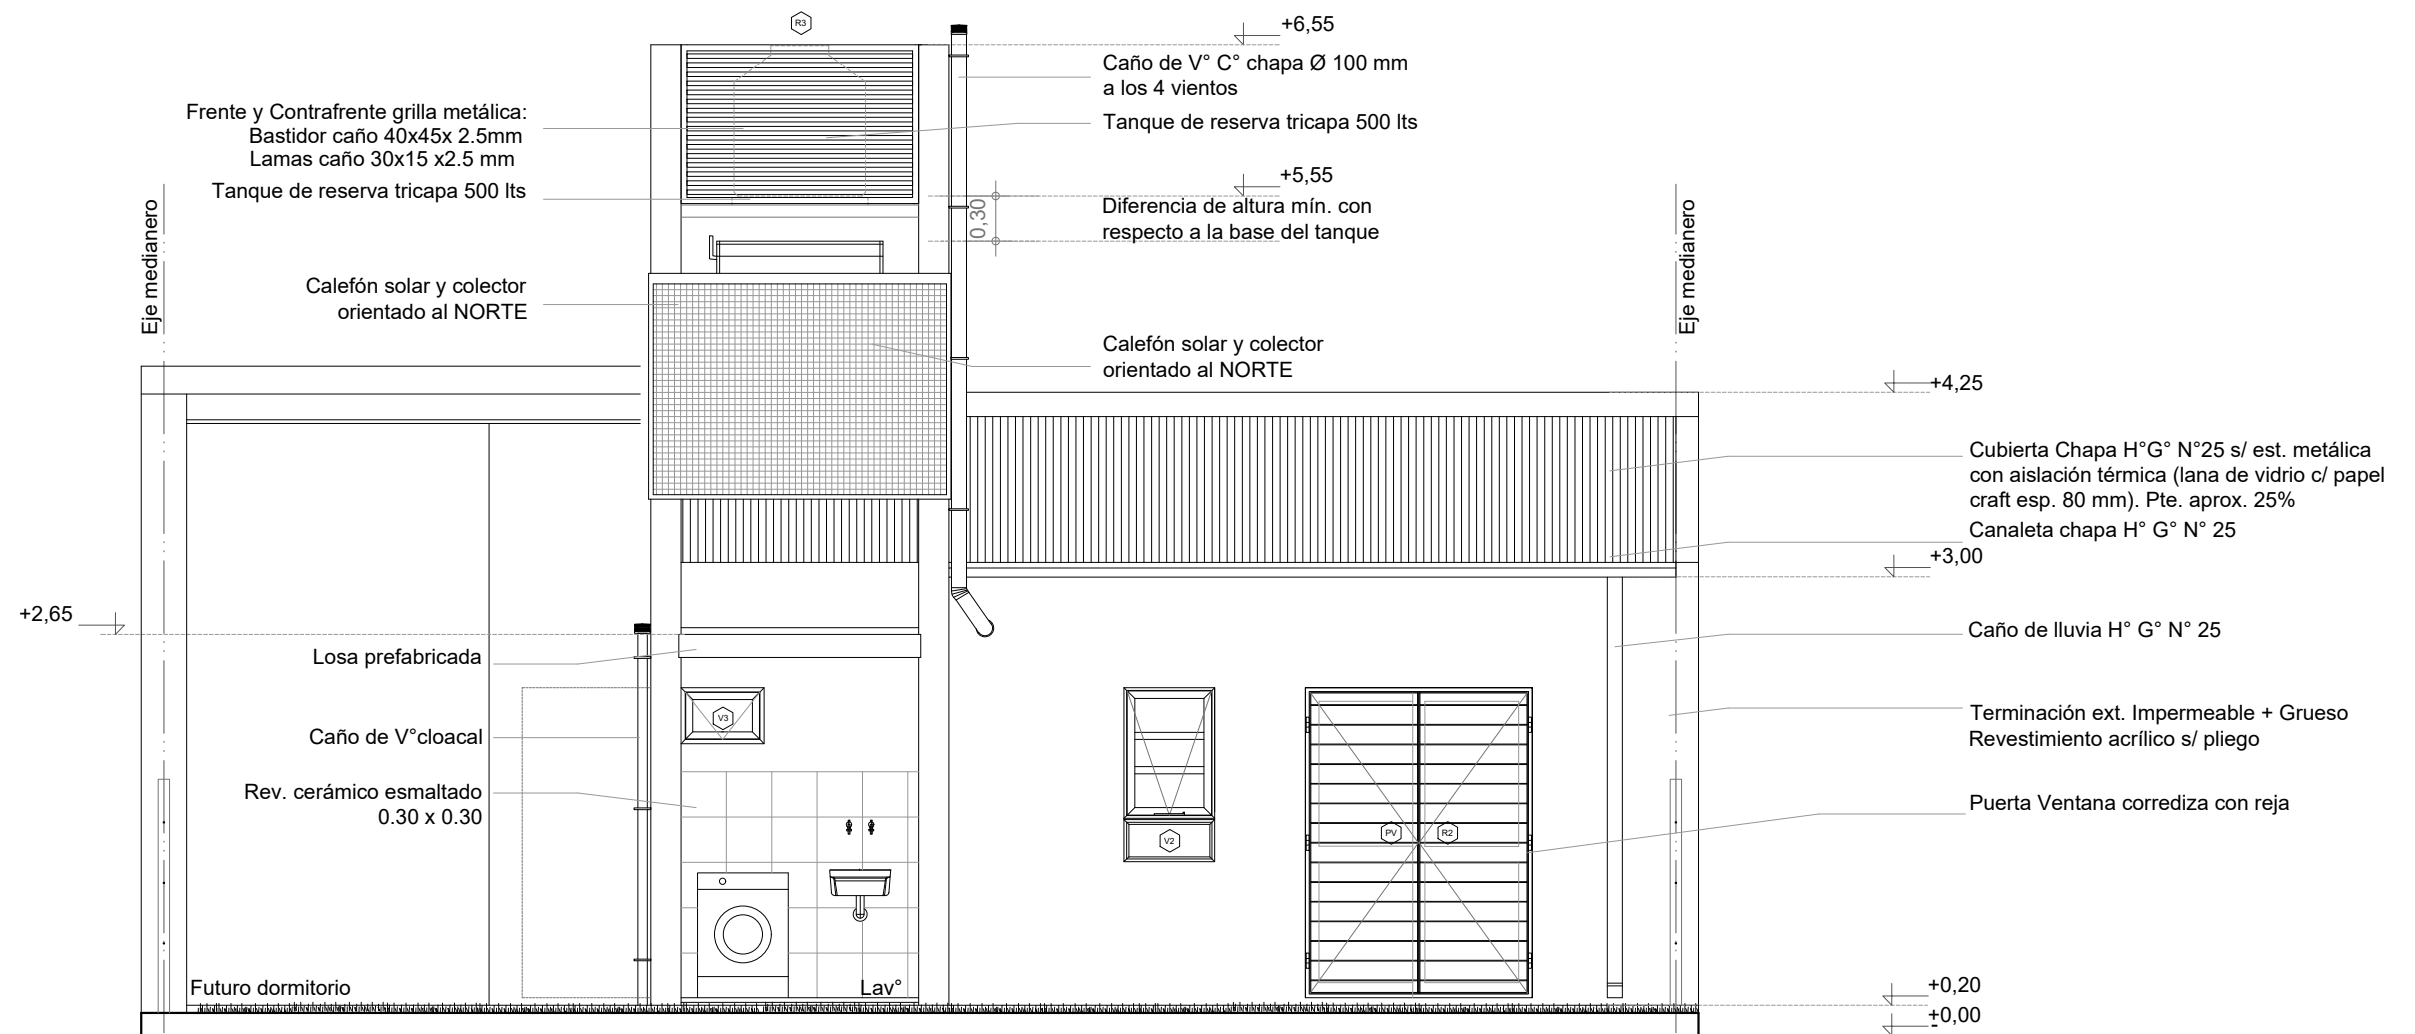 R3
+6,55
Caño de V° C° chapa Ø 100 mm
a los 4 vientos
Frente y Contrafrente grilla metálica:
Bastidor caño 40x45x 2.5mm
Lamas caño 30x15 x2.5 mm
Tanque de reserva tricapa 500 lts
Tanque de reserva tricapa 500 lts
+5,55
0,30
Diferencia de altura mín. con
respecto a la base del tanque
Eje medianero
Eje medianero
Calefón solar y colector
orientado al NORTE
Calefón solar y colector
orientado al NORTE
+4,25
Cubierta Chapa H°G° N°25 s/ est. metálica
con aislación térmica (lana de vidrio c/ papel
craft esp. 80 mm). Pte. aprox. 25%
Canaleta chapa H° G° N° 25
+3,00
+2,65
Losa prefabricada
Caño de lluvia H° G° N° 25
V3
Caño de V°cloacal
Terminación ext. Impermeable + Grueso
Revestimiento acrílico s/ pliego
Rev. cerámico esmaltado
0.30 x 0.30
Puerta Ventana corrediza con reja
V2
PV
R2
Futuro dormitorio
Lav°
+0,20
+0,00